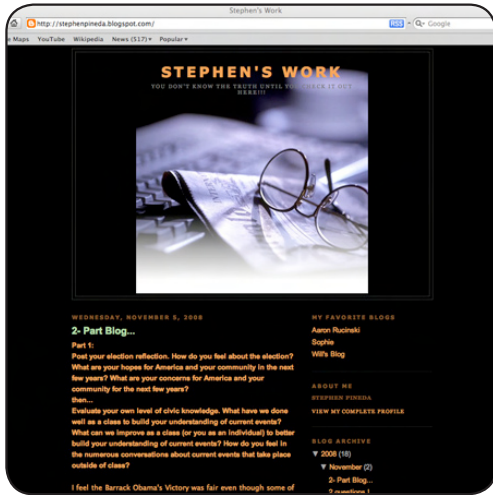 Stephen's Work
http://stephenpineda.blogspot.com/
RSS
Google
e Maps YouTube Wikipedia News (517) Popular
STEPHEN'S WORK
YOU DON'T KNOW THE TRUTH UNTIL YOU CHECK IT OUT
HERE!!!
WEDNESDAY, NOVEMBER 5, 2008
2- Part Blog...
Part 1:
Post your election reflection. How do you feel about the election?
What are your hopes for America and your community in the next
few years? What are your concerns for America and your
community for the next few years?
then...
Evaluate your own level of civic knowledge. What have we done
well as a class to build your understanding of current events?
What can we improve as a class (or you as an individual) to better
build your understanding of current events? How do you feel in
the numerous conversations about current events that take place
outside of class?
I feel the Barrack Obama's Victory was fair even though some of
MY FAVORITE BLOGS
Aaron Rucinski
Sophie
Will's Blog
ABOUT ME
STEPHEN PINEDA
VIEW MY COMPLETE PROFILE
BLOG ARCHIVE
▼ 2008 (18)
▼ November (2)
2- Part Blog...
2 questions 1